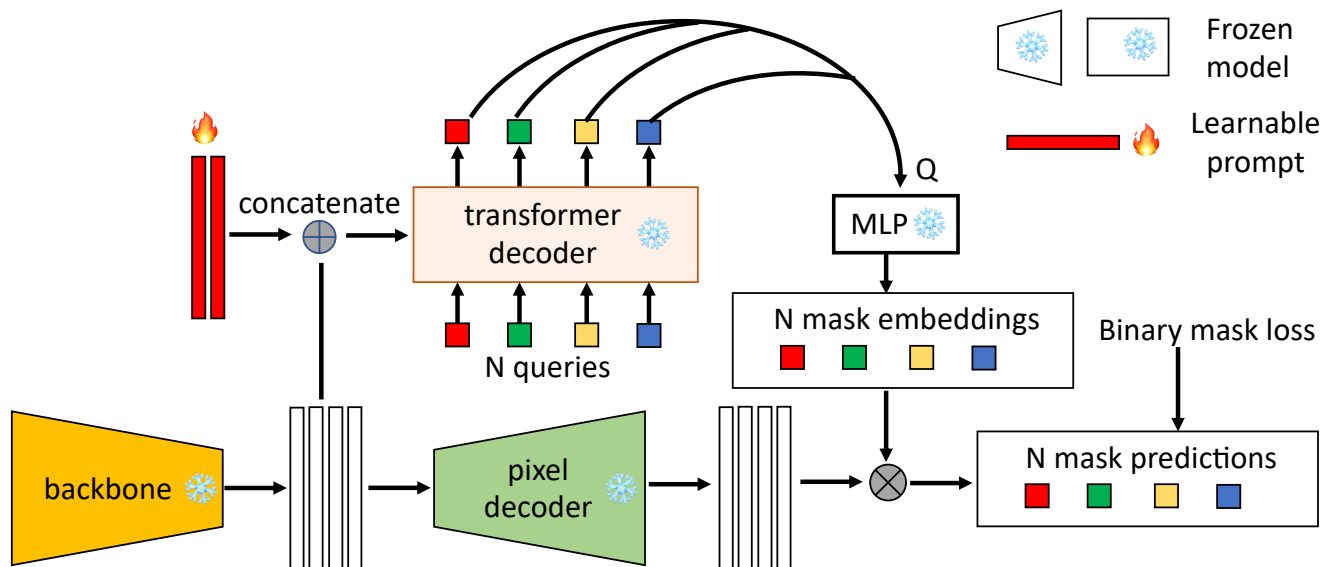 Frozen
model
Learnable
prompt
concatenate
transformer
decoder
Q
MLP
N queries
N mask embeddings
Binary mask loss
backbone
pixel
decoder
N mask predictions